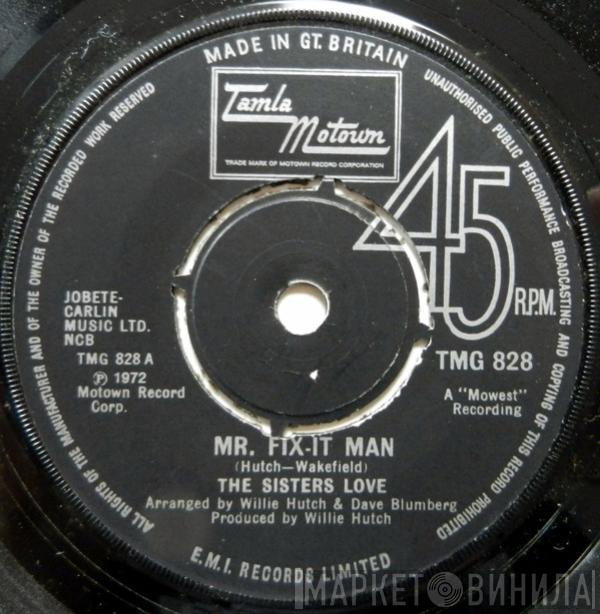 MADE IN GT. BRITAIN
UNAUTHORISED PUBLIC PERFORMANCE BROADCASTING AND COPYING OF THIS RECORD PROHIBITED
ALL RIGHTS OF THE MANUFACTURER AND OF THE OWNER OF THE RECORDED WORK RESERVED
Tamla
Motown
TRADE MARK OF MOTOWN RECORD CORPORATION
45
R.P.M.
JOBETE-
CARLIN
MUSIC LTD.
NCB
TMG 828 A
Ⓟ 1972
Motown Record
Corp.
TMG 828
A "Mowest"
Recording
MR. FIX-IT MAN
(Hutch—Wakefield)
THE SISTERS LOVE
Arranged by Willie Hutch & Dave Blumberg
Produced by Willie Hutch
E.M.I. RECORDS LIMITED
МАРКЕТ ВИНИЛА